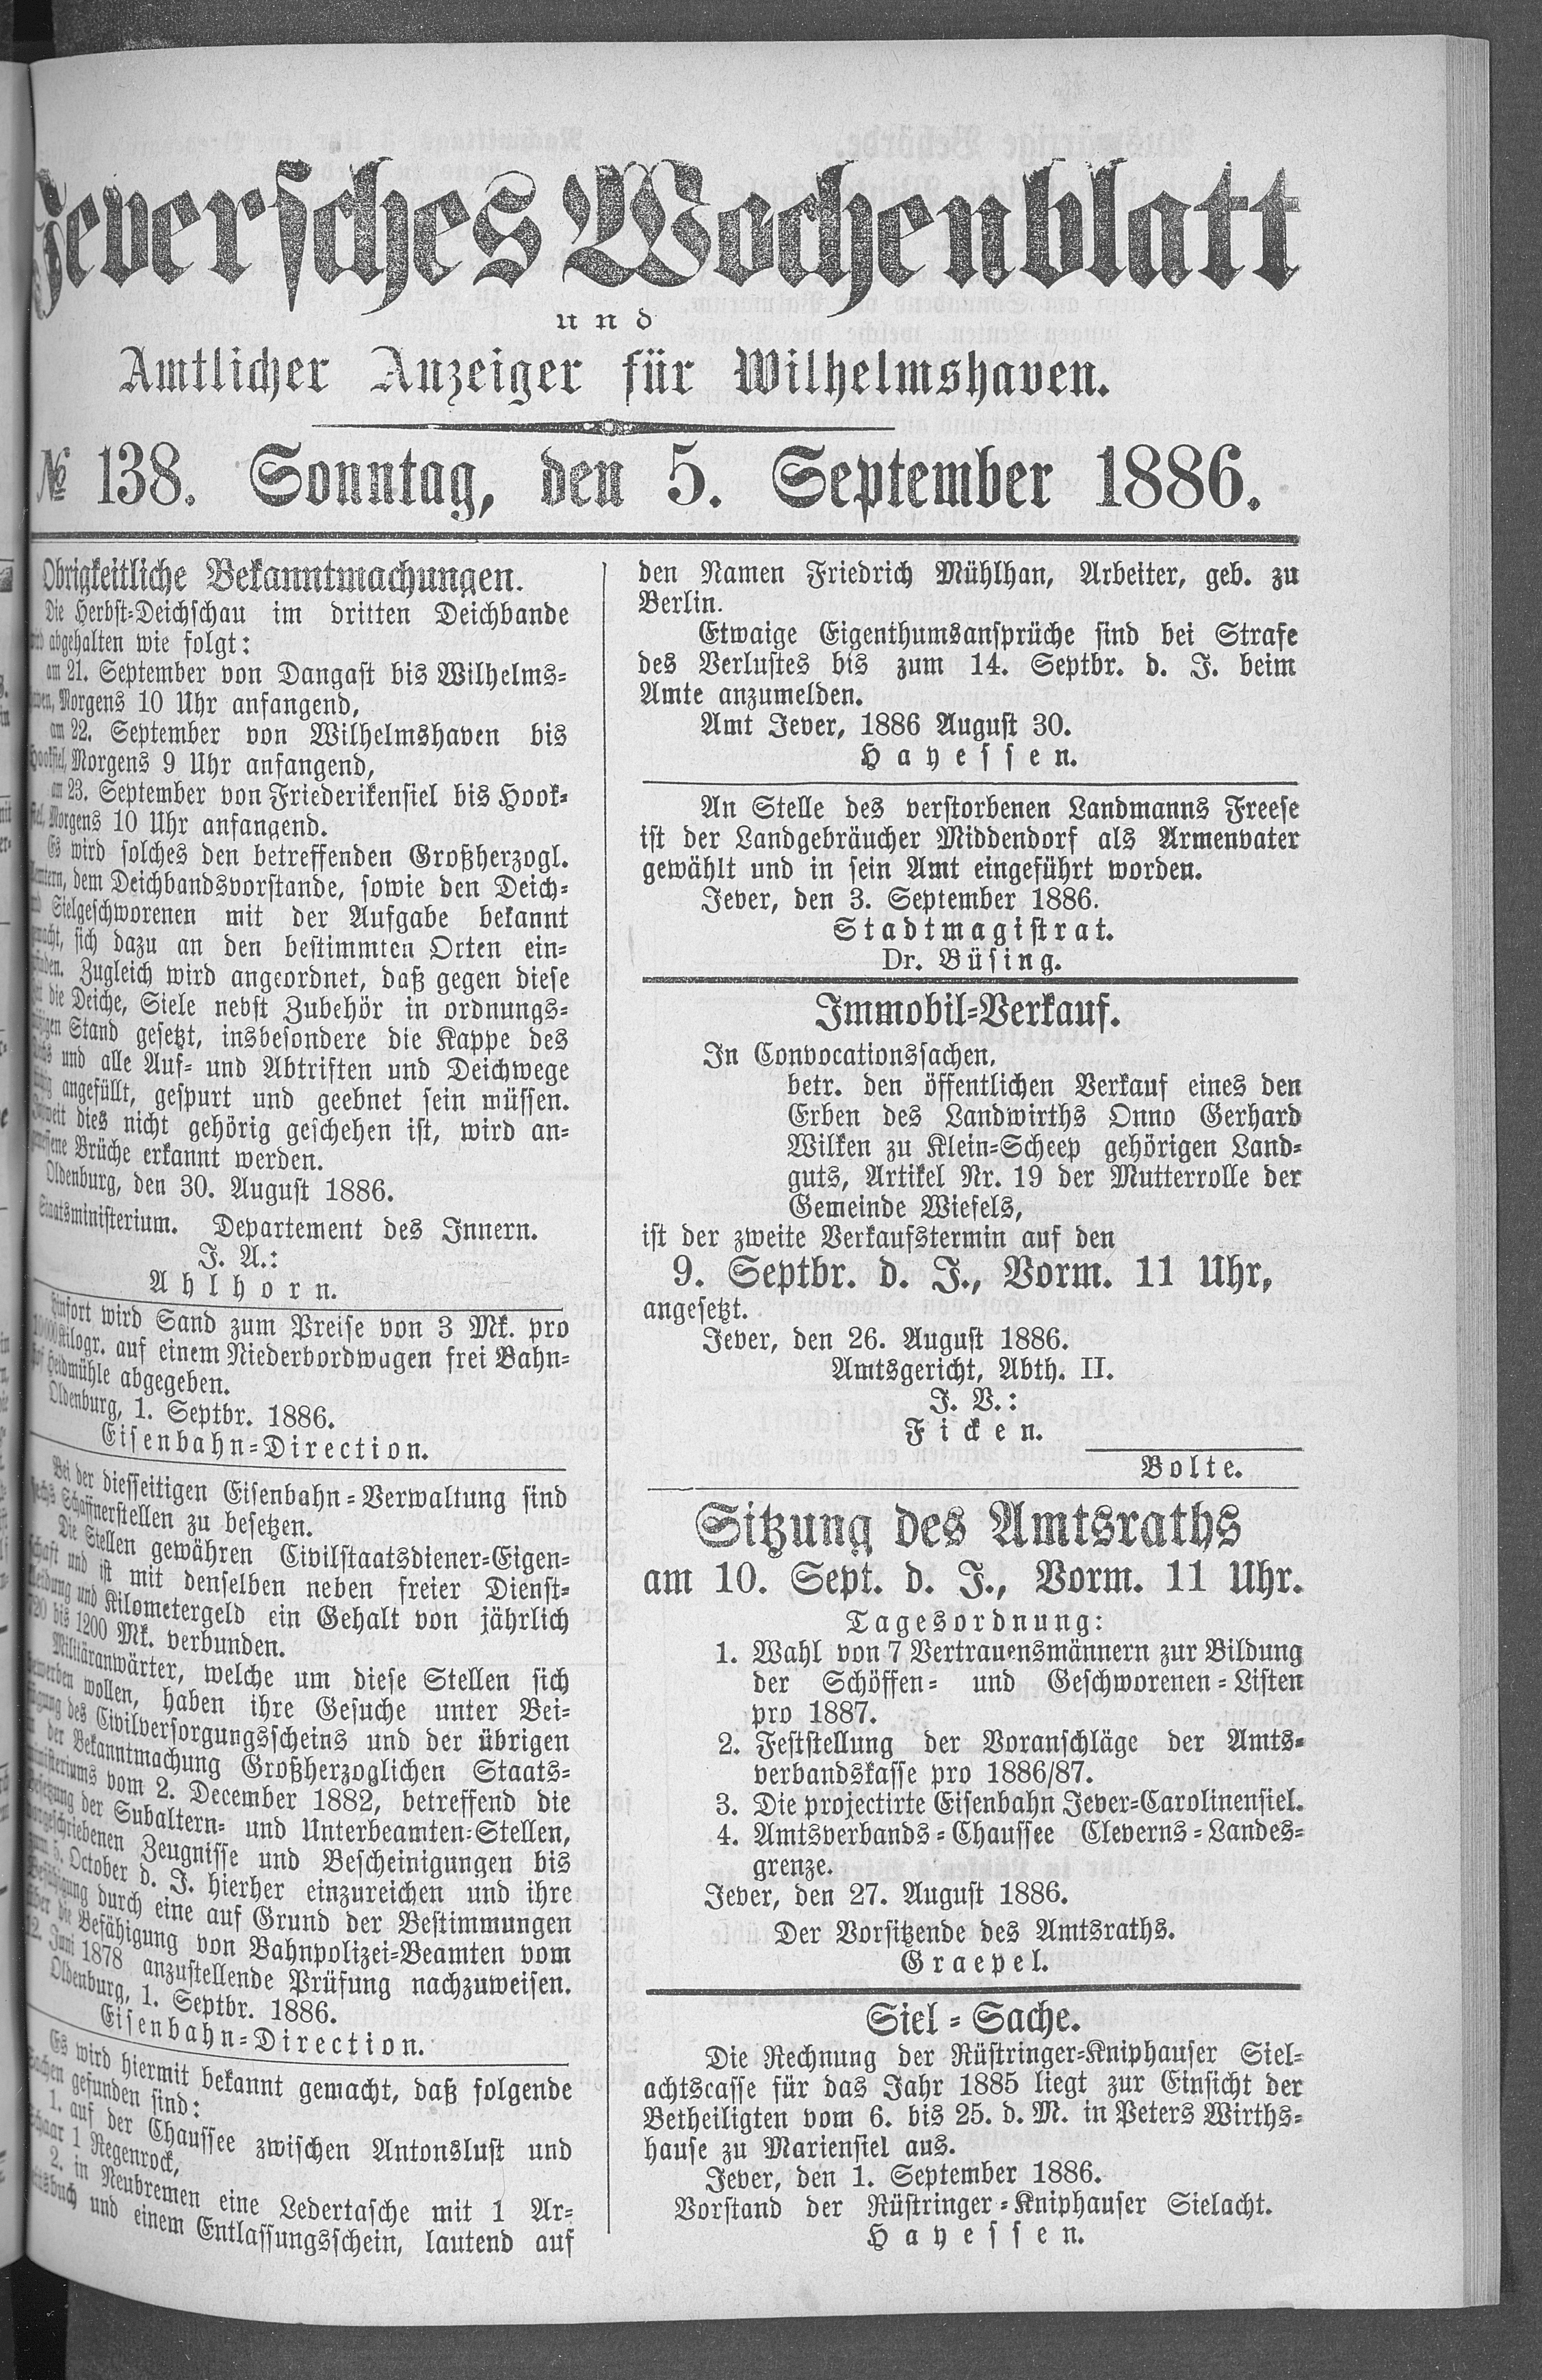 Jeversches Wochenblatt
und
Amtlicher Anzeiger für Wilhelmshaven.
№ 138. Sonntag, den 5. September 1886.
Obrigkeitliche Bekanntmachungen.
Die Herbst-Deichschau im dritten Deichbande
wird abgehalten wie folgt:
am 21. September von Dangast bis Wilhelms-
haven, Morgens 10 Uhr anfangend,
am 22. September von Wilhelmshaven bis
Hooksiel, Morgens 9 Uhr anfangend,
am 23. September von Friederikensiel bis Hook-
siel, Morgens 10 Uhr anfangend.
Es wird solches den betreffenden Großherzogl.
Aemtern, dem Deichbandsvorstande, sowie den Deich-
und Sielgeschworenen mit der Aufgabe bekannt
gemacht, sich dazu an den bestimmten Orten ein-
zufinden. Zugleich wird angeordnet, daß gegen diese
Zeit die Deiche, Siele nebst Zubehör in ordnungs-
mäßigen Stand gesetzt, insbesondere die Kappe des
Deichs und alle Auf- und Abtriften und Deichwege
angefüllt, gespurt und geebnet sein müssen.
Insoweit dies nicht gehörig geschehen ist, wird an-
gemessene Brüche erkannt werden.
Oldenburg, den 30. August 1886.
Staatsministerium. Departement des Innern.
J. A.:
Ahlhorn.
Hinfort wird Sand zum Preise von 3 Mk. pro
10000 Kilogr. auf einem Niederbordwagen frei Bahn-
hof Heidmühle abgegeben.
Oldenburg, 1. Septbr. 1886.
Eisenbahn-Direction.
Bei der diesseitigen Eisenbahn-Verwaltung sind
sechs Schaffnerstellen zu besetzen.
Die Stellen gewähren Civilstaatsdiener-Eigen-
schaft und ist mit denselben neben freier Dienst-
kleidung und Kilometergeld ein Gehalt von jährlich
720 bis 1200 Mk. verbunden.
Militäranwärter, welche um diese Stellen sich
bewerben wollen, haben ihre Gesuche unter Bei-
fügung des Civilversorgungsscheins und der übrigen
in der Bekanntmachung Großherzoglichen Staats-
ministeriums vom 2. December 1882, betreffend die
Besetzung der Subaltern- und Unterbeamten-Stellen,
vorgeschriebenen Zeugnisse und Bescheinigungen bis
zum 5. October d. J. hierher einzureichen und ihre
Befähigung durch eine auf Grund der Bestimmungen
über die Befähigung von Bahnpolizei-Beamten vom
12. Juni 1878 anzustellende Prüfung nachzuweisen.
Oldenburg, 1. Septbr. 1886.
Eisenbahn-Direction.
Es wird hiermit bekannt gemacht, daß folgende
Sachen gefunden sind:
1. auf der Chaussee zwischen Antonslust und
Schaar 1 Regenrock,
2. in Neubremen eine Ledertasche mit 1 Ar-
beitsbuch und einem Entlassungsschein, lautend auf
den Namen Friedrich Mühlhan, Arbeiter, geb. zu
Berlin.
Etwaige Eigenthumsansprüche sind bei Strafe
des Verlustes bis zum 14. Septbr. d. J. beim
Amte anzumelden.
Amt Jever, 1886 August 30.
Hayessen.
An Stelle des verstorbenen Landmanns Freese
ist der Landgebräucher Middendorf als Armenvater
gewählt und in sein Amt eingeführt worden.
Jever, den 3. September 1886.
Stadtmagistrat.
Dr. Büsing.
Immobil-Verkauf.
In Convocationssachen,
betr. den öffentlichen Verkauf eines den
Erben des Landwirths Onno Gerhard
Wilken zu Klein-Scheep gehörigen Land-
guts, Artikel Nr. 19 der Mutterrolle der
Gemeinde Wiefels,
ist der zweite Verkaufstermin auf den
9. Septbr. d. J., Vorm. 11 Uhr,
angesetzt.
Jever, den 26. August 1886.
Amtsgericht, Abth. II.
J. V.:
Ficken.
Bolte.
Sitzung des Amtsraths
am 10. Sept. d. J., Vorm. 11 Uhr.
Tagesordnung:
1. Wahl von 7 Vertrauensmännern zur Bildung
der Schöffen- und Geschworenen-Listen
pro 1887.
2. Feststellung der Voranschläge der Amts-
verbandskasse pro 1886/87.
3. Die projectirte Eisenbahn Jever-Carolinensiel.
4. Amtsverbands-Chaussee Cleverns-Landes-
grenze.
Jever, den 27. August 1886.
Der Vorsitzende des Amtsraths.
Graepel.
Siel-Sache.
Die Rechnung der Rüstringer-Kniphauser Siel-
achtscasse für das Jahr 1885 liegt zur Einsicht der
Betheiligten vom 6. bis 25. d. M. in Peters Wirths-
hause zu Mariensiel aus.
Jever, den 1. September 1886.
Vorstand der Rüstringer-Kniphauser Sielacht.
Hayessen.